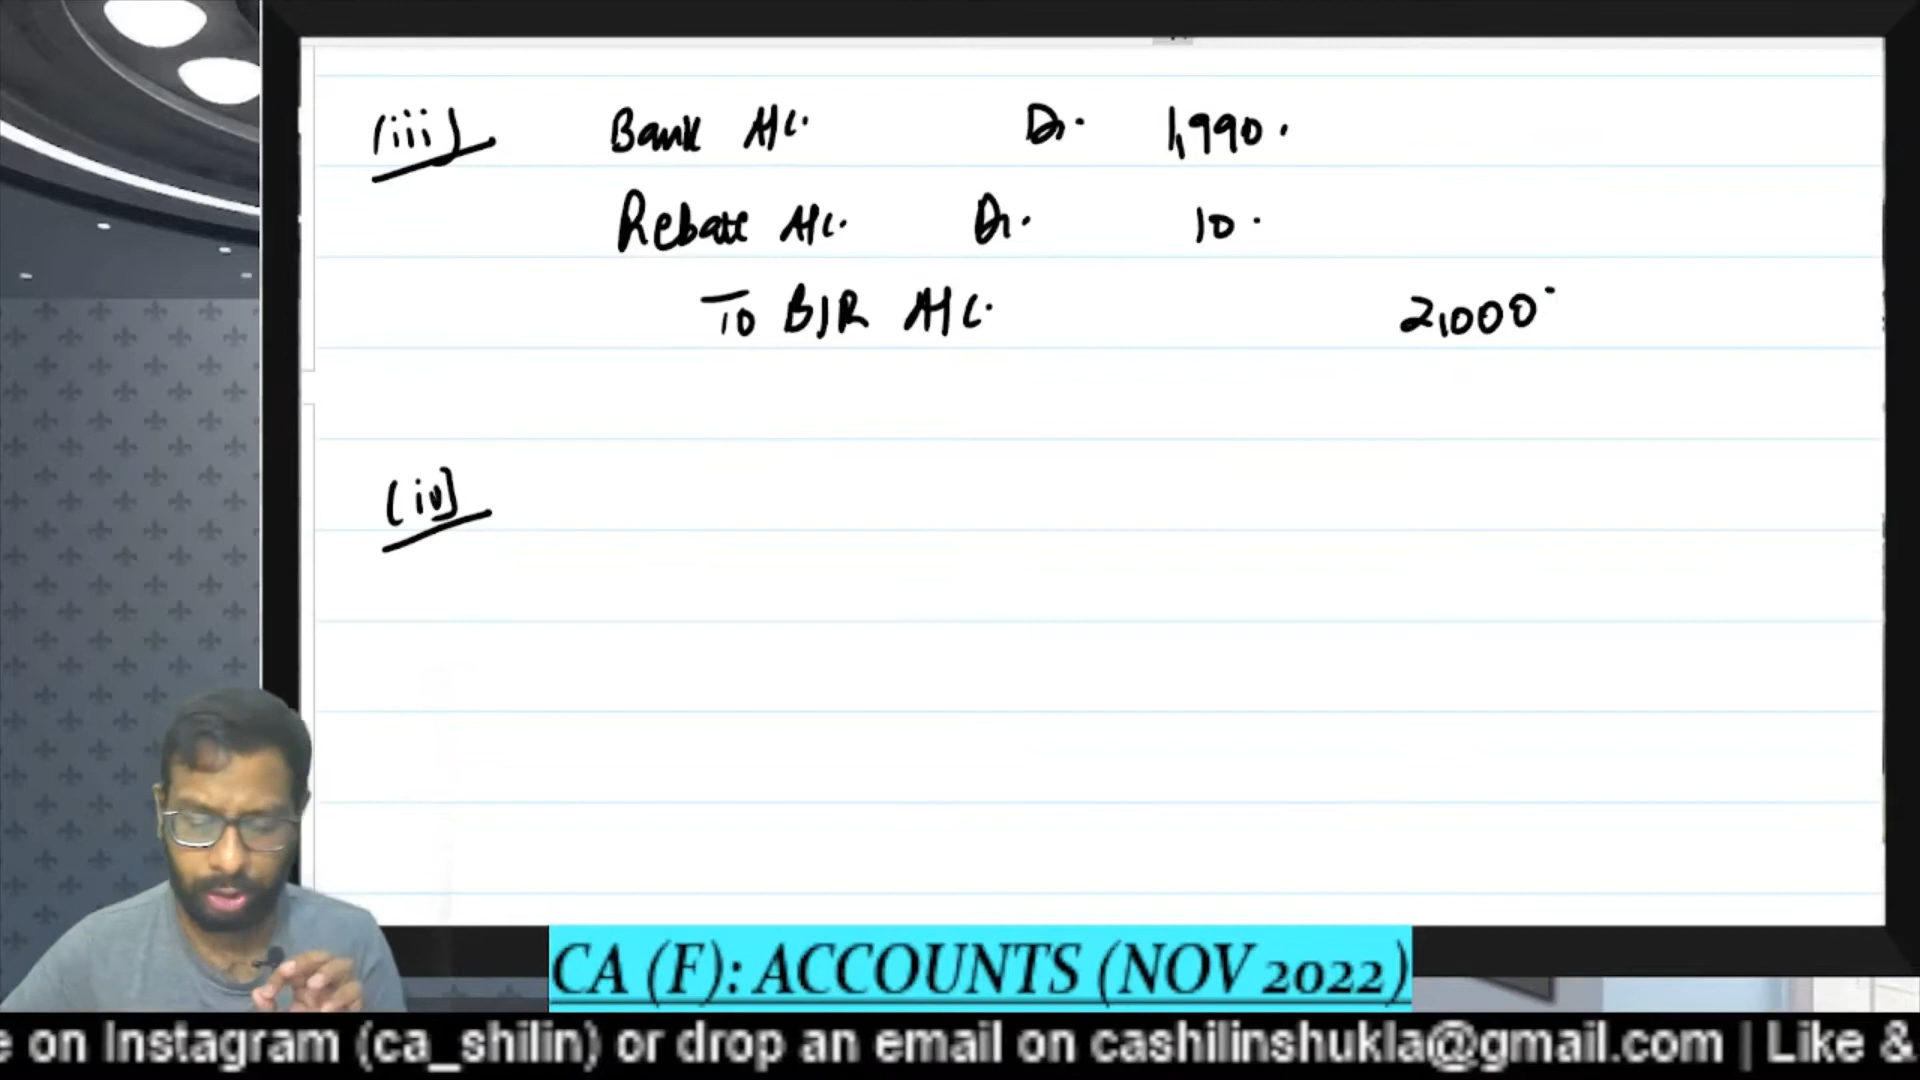 (iii) Bank A/c. Dr. 1,990.
Rebate A/c. Dr. 10.
To B/R A/c. 2,000
(iv)
CA (F): ACCOUNTS (NOV 2022)
e on Instagram (ca_shilin) or drop an email on cashilinshukla@gmail.com | Like &